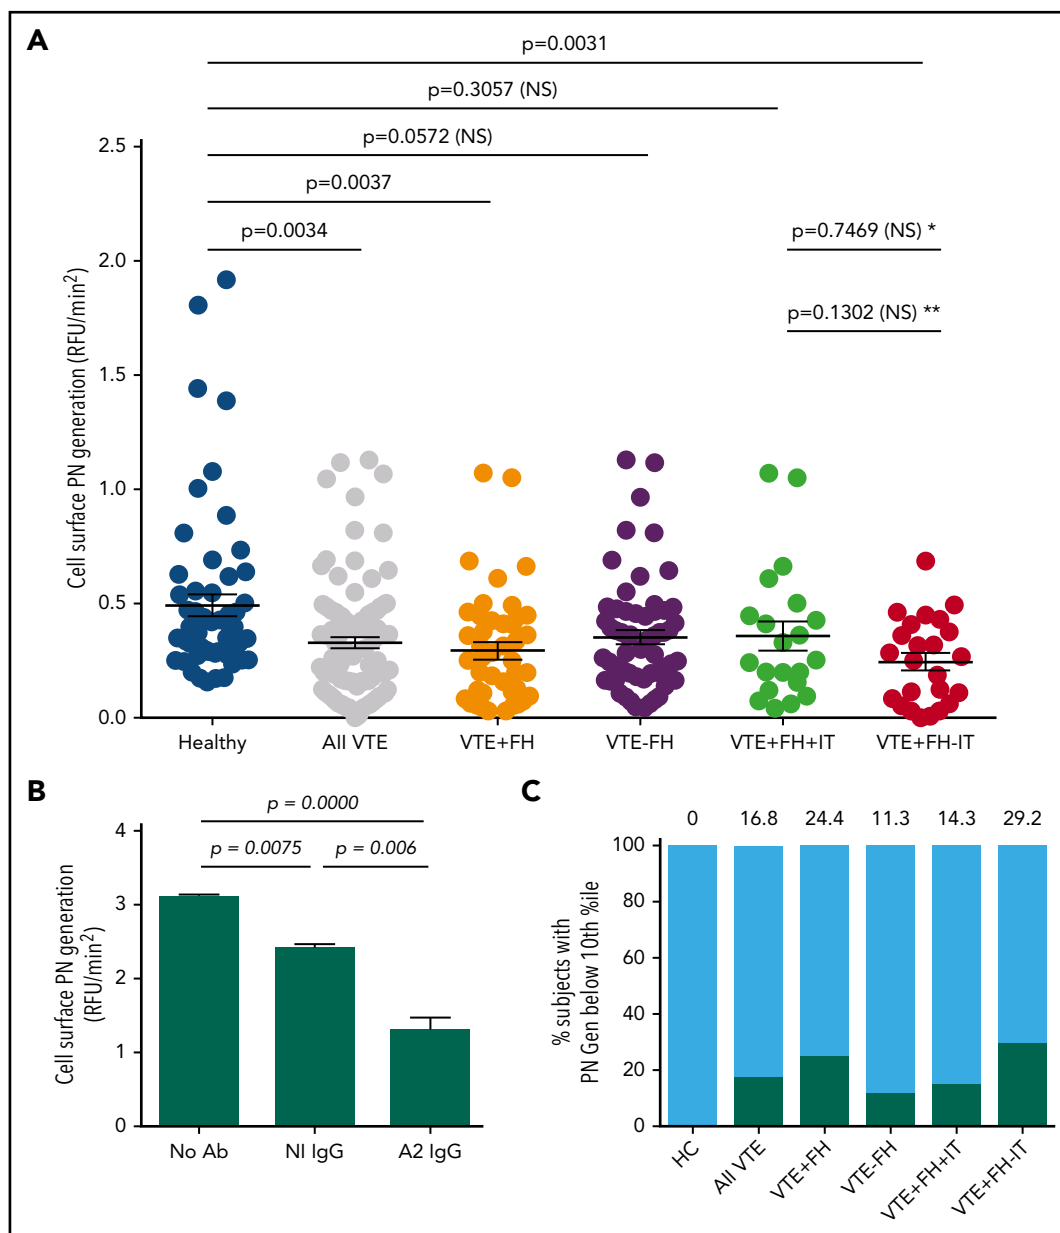 A
p=0.0031
p=0.3057 (NS)
p=0.0572 (NS)
p=0.0037
p=0.0034
p=0.7469 (NS) *
p=0.1302 (NS) **
Cell surface PN generation (RFU/min²)
2.5
2.0
1.5
1.0
0.5
0.0
Healthy All VTE VTE+FH VTE-FH VTE+FH+IT VTE+FH-IT
B
p = 0.0000
p = 0.0075 p = 0.006
Cell surface PN generation
(RFU/min²)
4
3
2
1
0
No Ab NI IgG A2 IgG
C
0 16.8 24.4 11.3 14.3 29.2
% subjects with
PN Gen below 10th %ile
100
80
60
40
20
0
HC All VTE VTE+FH VTE-FH VTE+FH+IT VTE+FH-IT